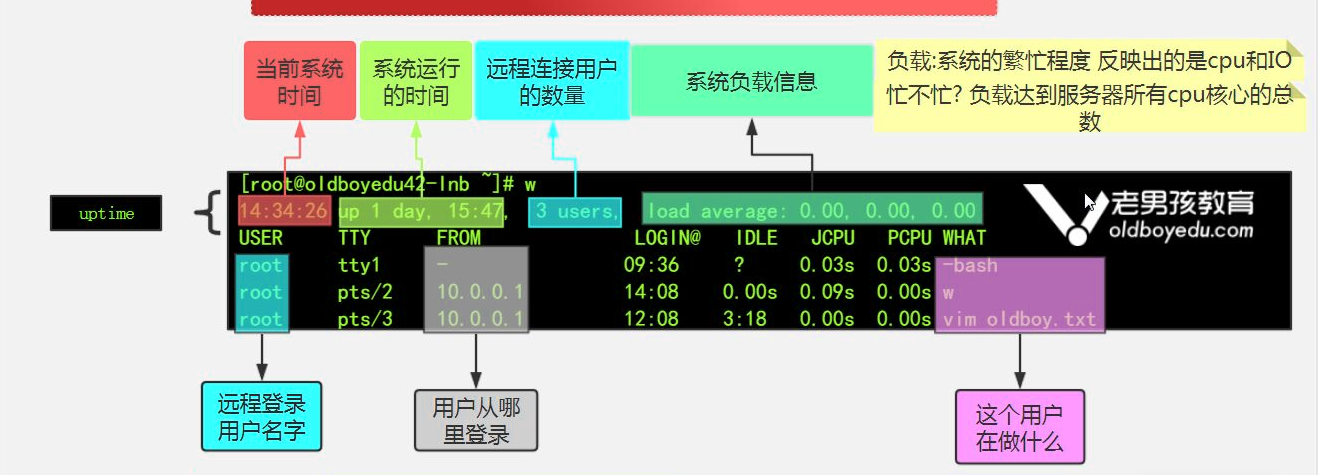 当前系统
时间
系统运行
的时间
远程连接用户
的数量
系统负载信息
负载:系统的繁忙程度 反映出的是cpu和IO
忙不忙? 负载达到服务器所有cpu核心的总
数
[root@oldboyedu42-lnb ~]# w
uptime
14:34:26 up 1 day, 15:47, 3 users, load average: 0.00, 0.00, 0.00
USER TTY FROM LOGIN@ IDLE JCPU PCPU WHAT
root tty1 - 09:36 ? 0.03s 0.03s -bash
root pts/2 10.0.0.1 14:08 0.00s 0.09s 0.00s w
root pts/3 10.0.0.1 12:08 3:18 0.00s 0.00s vim oldboy.txt
老男孩教育
oldboyedu.com
远程登录
用户名字
用户从哪
里登录
这个用户
在做什么